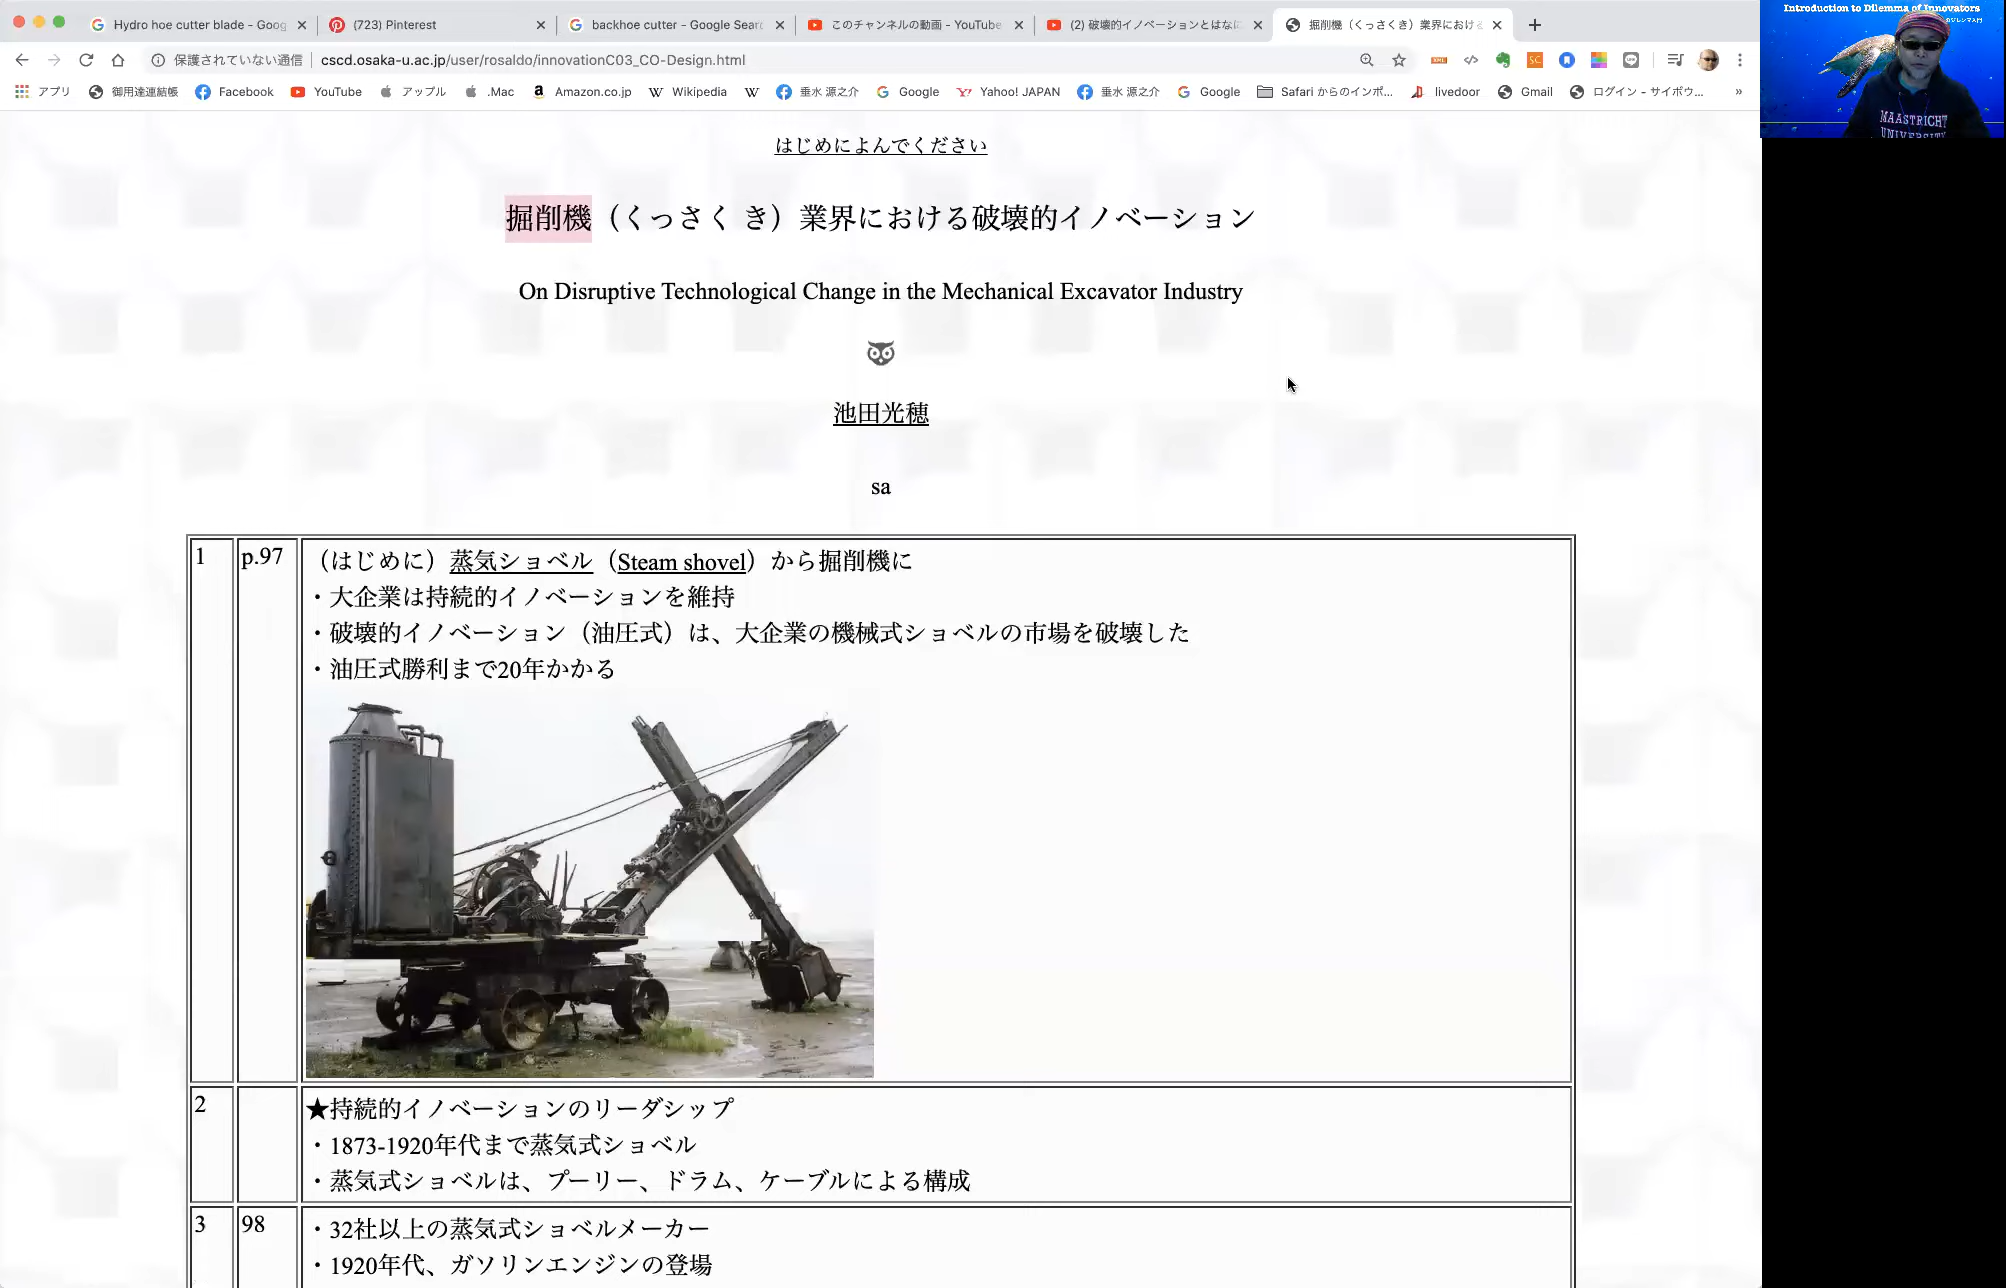 Hydro hoe cutter blade - Goog
(723) Pinterest
backhoe cutter - Google Searc
このチャンネルの動画 - YouTube
(2) 破壊的イノベーションとはなに
掘削機（くっさくき）業界におけ
保護されていない通信
cscd.osaka-u.ac.jp/user/rosaldo/innovationC03_CO-Design.html
アプリ
御用達連結帳
Facebook
YouTube
アップル
.Mac
Amazon.co.jp
Wikipedia
垂水 源之介
Google
Yahoo! JAPAN
垂水 源之介
Google
Safari からのインポ...
livedoor
Gmail
ログイン - サイボウ...
»
Introduction to Dilemma of Innovators
MAASTRICHT
UNIVERSITY
はじめによんでください
掘削機（くっさく き）業界における破壊的イノベーション
On Disruptive Technological Change in the Mechanical Excavator Industry
池田光穂
sa
1
p.97
（はじめに）蒸気ショベル（Steam shovel）から掘削機に
・大企業は持続的イノベーションを維持
・破壊的イノベーション（油圧式）は、大企業の機械式ショベルの市場を破壊した
・油圧式勝利まで20年かかる
2
★持続的イノベーションのリーダシップ
・1873-1920年代まで蒸気式ショベル
・蒸気式ショベルは、プーリー、ドラム、ケーブルによる構成
3
98
・32社以上の蒸気式ショベルメーカー
・1920年代、ガソリンエンジンの登場